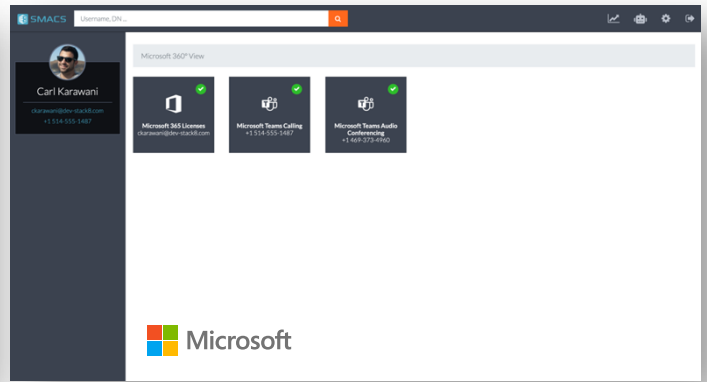 SMACS
Username, DN ...
Carl Karawani
ckarawani@dev-stack8.com
+1 514-555-1487
Microsoft 360° View
Microsoft 365 Licenses
ckarawani@dev-stack8.com
Microsoft Teams Calling
+1 514-555-1487
Microsoft Teams Audio
Conferencing
+1 469-373-4960
Microsoft